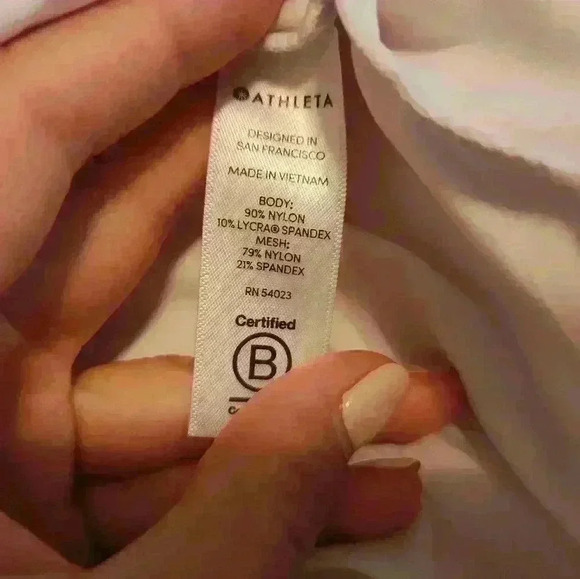 ATHLETA
DESIGNED IN
SAN FRANCISCO
MADE IN VIETNAM
BODY:
90% NYLON
10% LYCRA® SPANDEX
MESH:
79% NYLON
21% SPANDEX
RN 54023
Certified
B